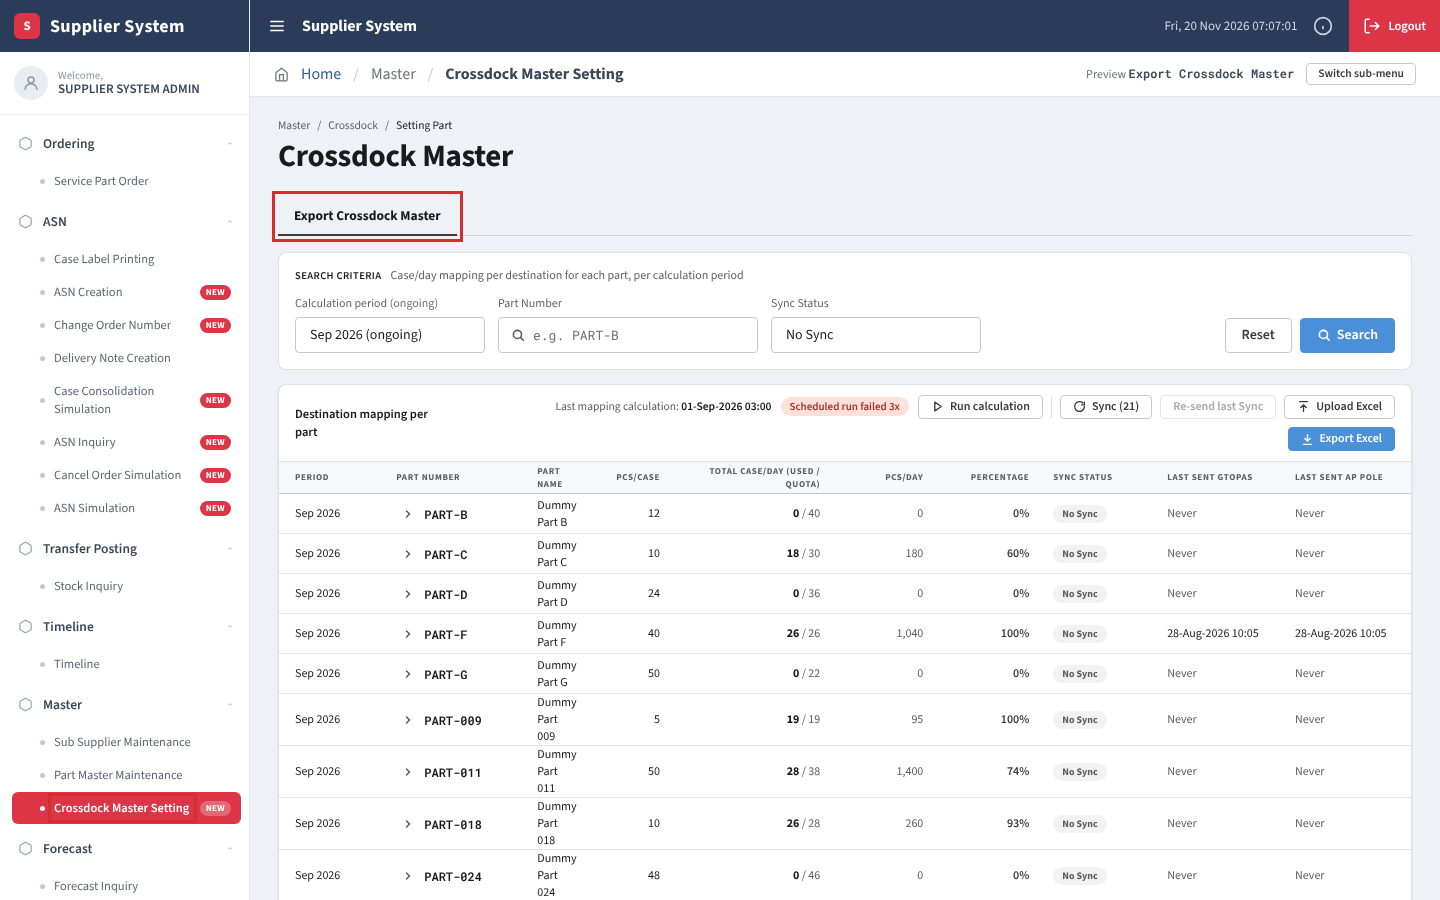 S Supplier System
Supplier System
Fri, 20 Nov 2026 07:07:01
Logout
Welcome,
SUPPLIER SYSTEM ADMIN
Home / Master / Crossdock Master Setting
Preview Export Crossdock Master
Switch sub-menu
Ordering
Service Part Order
ASN
Case Label Printing
ASN Creation NEW
Change Order Number NEW
Delivery Note Creation
Case Consolidation
Simulation NEW
ASN Inquiry NEW
Cancel Order Simulation NEW
ASN Simulation NEW
Transfer Posting
Stock Inquiry
Timeline
Timeline
Master
Sub Supplier Maintenance
Part Master Maintenance
Crossdock Master Setting NEW
Forecast
Forecast Inquiry
Master / Crossdock / Setting Part
Crossdock Master
Export Crossdock Master
SEARCH CRITERIA Case/day mapping per destination for each part, per calculation period
Calculation period (ongoing) Part Number Sync Status
Sep 2026 (ongoing) e.g. PART-B No Sync Reset Search
Destination mapping per
part
Last mapping calculation: 01-Sep-2026 03:00 Scheduled run failed 3x Run calculation Sync (21) Re-send last Sync Upload Excel
Export Excel
PERIOD PART NUMBER PART NAME PCS/CASE TOTAL CASE/DAY (USED / QUOTA) PCS/DAY PERCENTAGE SYNC STATUS LAST SENT GTOPAS LAST SENT AP POLE
Sep 2026 PART-B Dummy Part B 12 0 / 40 0 0% No Sync Never Never
Sep 2026 PART-C Dummy Part C 10 18 / 30 180 60% No Sync Never Never
Sep 2026 PART-D Dummy Part D 24 0 / 36 0 0% No Sync Never Never
Sep 2026 PART-F Dummy Part F 40 26 / 26 1,040 100% No Sync 28-Aug-2026 10:05 28-Aug-2026 10:05
Sep 2026 PART-G Dummy Part G 50 0 / 22 0 0% No Sync Never Never
Sep 2026 PART-009 Dummy Part 009 5 19 / 19 95 100% No Sync Never Never
Sep 2026 PART-011 Dummy Part 011 50 28 / 38 1,400 74% No Sync Never Never
Sep 2026 PART-018 Dummy Part 018 10 26 / 28 260 93% No Sync Never Never
Sep 2026 PART-024 Dummy Part 024 48 0 / 46 0 0% No Sync Never Never